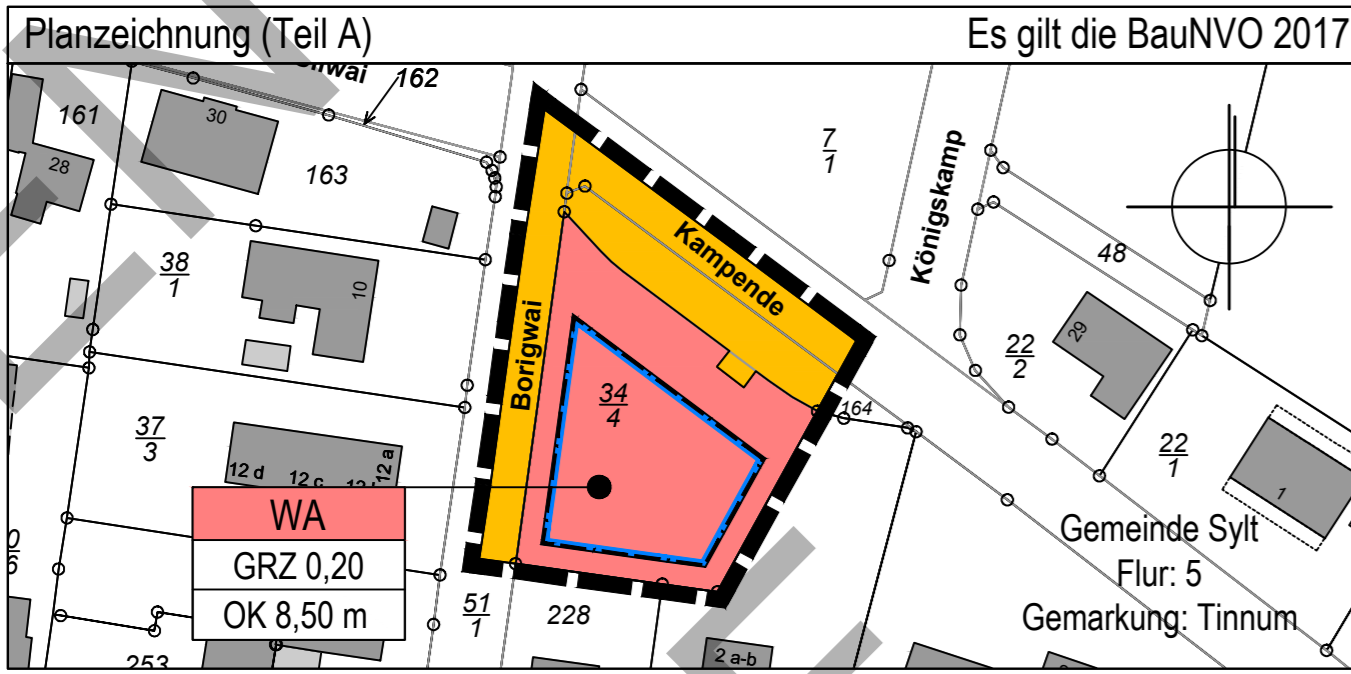 Planzeichnung (Teil A)
Es gilt die BauNVO 2017
162
161
30
28
163
7
1
Königskamp
48
38
1
10
Kampende
Borigwai
29
22
2
34
4
164
37
3
22
1
12 d
12 c
12 a
1
WA
GRZ 0,20
OK 8,50 m
Gemeinde Sylt
Flur: 5
Gemarkung: Tinnum
51
1
228
2 a-b
253